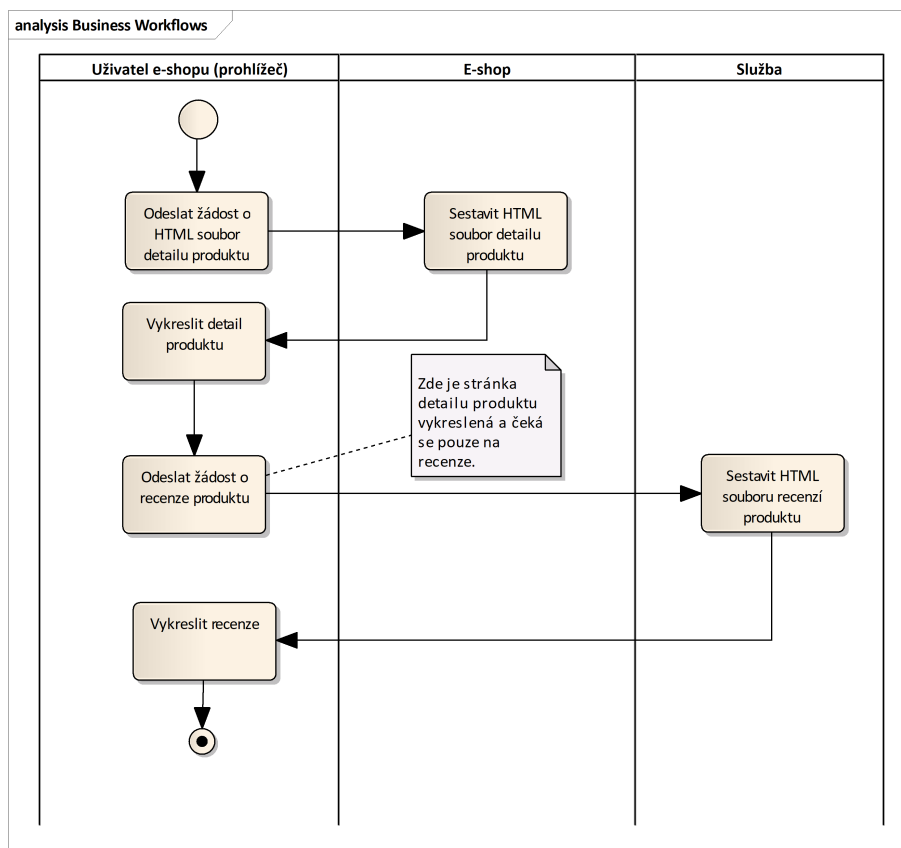 analysis Business Workflows
Uživatel e-shopu (prohlížeč)
E-shop
Služba
Odeslat žádost o
HTML soubor
detailu produktu
Sestavit HTML
soubor detailu
produktu
Vykreslit detail
produktu
Zde je stránka
detailu produktu
vykreslená a čeká
se pouze na
recenze.
Odeslat žádost o
recenze produktu
Sestavit HTML
souboru recenzí
produktu
Vykreslit recenze